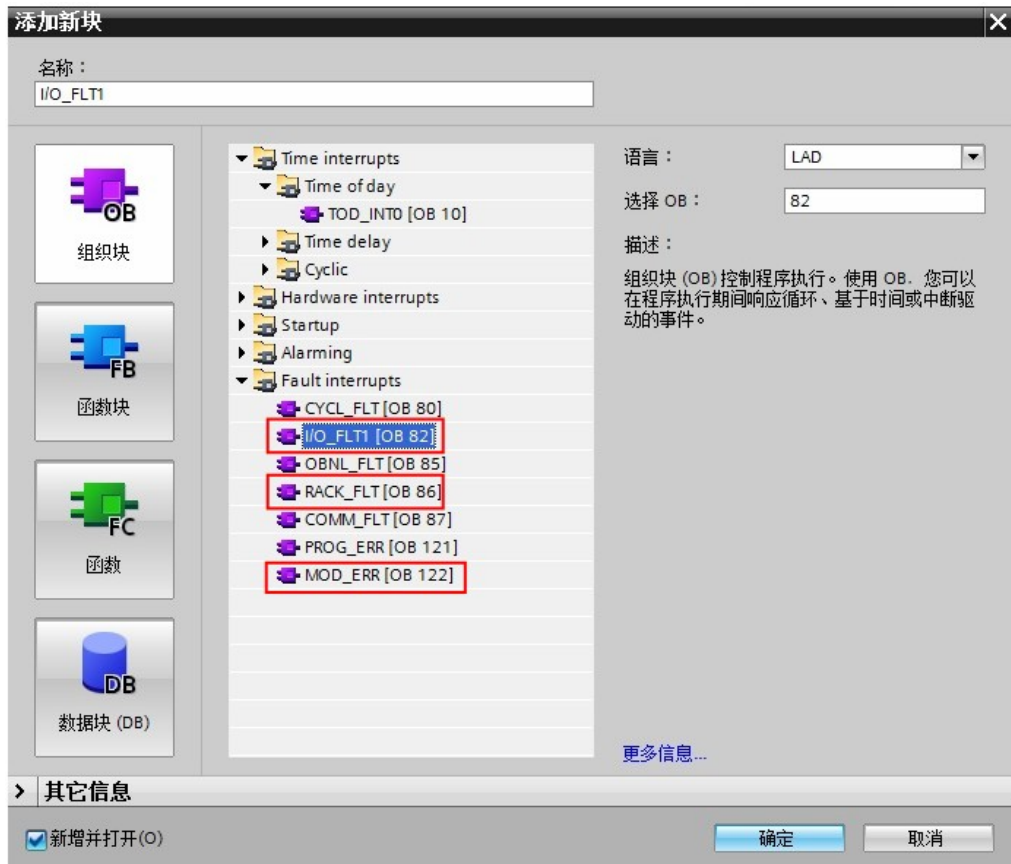 添加新块
名称：
I/O_FLT1
OB
组织块
FB
函数块
FC
函数
DB
数据块 (DB)
Time interrupts
Time of day
TOD_INT0 [OB 10]
Time delay
Cyclic
Hardware interrupts
Startup
Alarming
Fault interrupts
CYCL_FLT [OB 80]
I/O_FLT1 [OB 82]
OBNL_FLT [OB 85]
RACK_FLT [OB 86]
COMM_FLT [OB 87]
PROG_ERR [OB 121]
MOD_ERR [OB 122]
语言： LAD
选择 OB： 82
描述：
组织块 (OB) 控制程序执行。使用 OB. 您可以
在程序执行期间响应循环、基于时间或中断驱
动的事件。
更多信息...
其它信息
新增并打开(O)
确定 取消